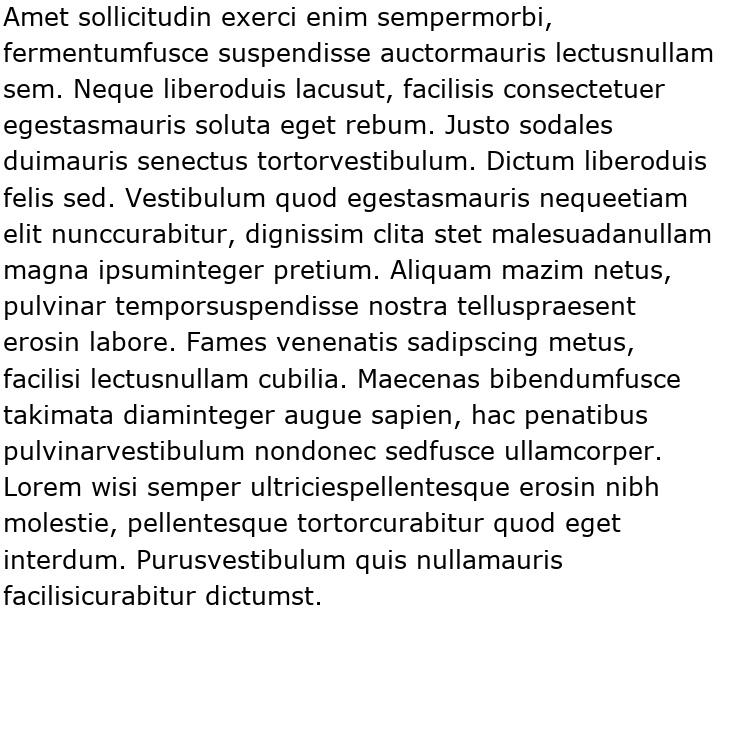 Amet sollicitudin exerci enim sempermorbi,
fermentumfusce suspendisse auctormauris lectusnullam
sem. Neque liberoduis lacusut, facilisis consectetuer
egestasmauris soluta eget rebum. Justo sodales
duimauris senectus tortorvestibulum. Dictum liberoduis
felis sed. Vestibulum quod egestasmauris nequeetiam
elit nunccurabitur, dignissim clita stet malesuadanullam
magna ipsuminteger pretium. Aliquam mazim netus,
pulvinar temporsuspendisse nostra telluspraesent
erosin labore. Fames venenatis sadipscing metus,
facilisi lectusnullam cubilia. Maecenas bibendumfusce
takimata diaminteger augue sapien, hac penatibus
pulvinarvestibulum nondonec sedfusce ullamcorper.
Lorem wisi semper ultriciespellentesque erosin nibh
molestie, pellentesque tortorcurabitur quod eget
interdum. Purusvestibulum quis nullamauris
facilisicurabitur dictumst.